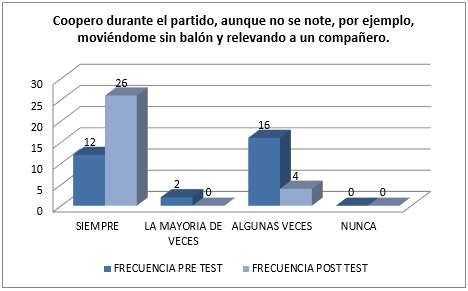 Coopero durante el partido, aunque no se note, por ejemplo,
moviéndome sin balón y relevando a un compañero.
30
25
20
15
10
5
0
12
26
2
0
16
4
0
0
SIEMPRE
LA MAYORIA DE
VECES
ALGUNAS VECES
NUNCA
FRECUENCIA PRE TEST
FRECUENCIA POST TEST